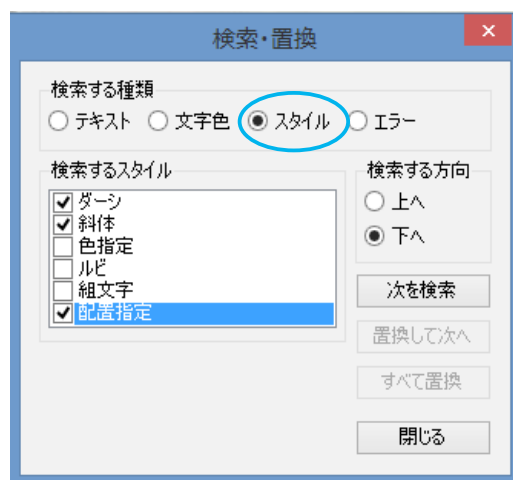 検索・置換
検索する種類
テキスト 文字色 スタイル エラー
検索するスタイル
ダーシ
斜体
色指定
ルビ
組文字
配置指定
検索する方向
上へ
下へ
次を検索
置換して次へ
すべて置換
閉じる